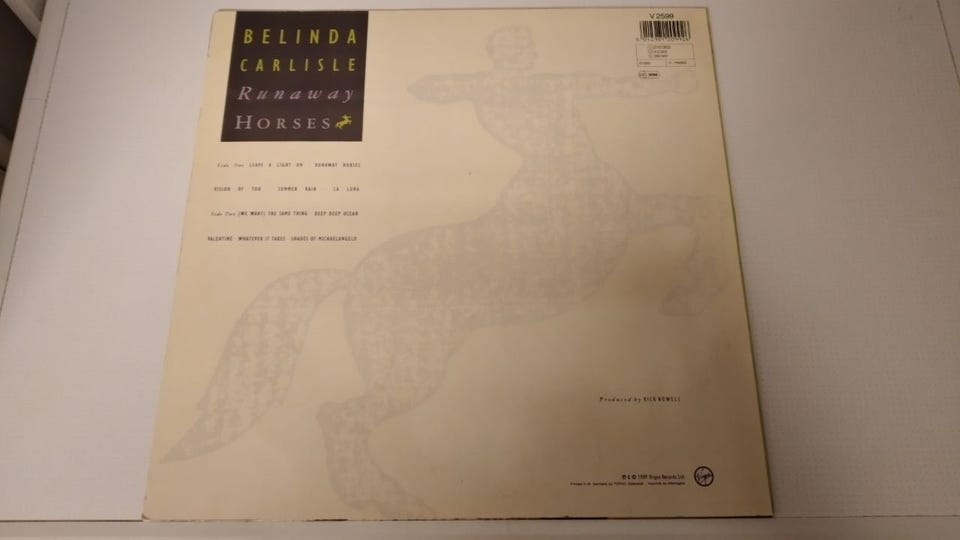 BELINDA
CARLISLE
Runaway
HORSES
V 2599
Side One LEAVE A LIGHT ON RUNAWAY HORSES
VISION OF YOU SUMMER RAIN LA LUNA
Side Two (WE WANT) THE SAME THING DEEP DEEP OCEAN
VALENTINE WHATEVER IT TAKES SHADES OF MICHAELANGELO
Produced by RICK NOWELS
℗ © 1989 Virgin Records Ltd
Virgin